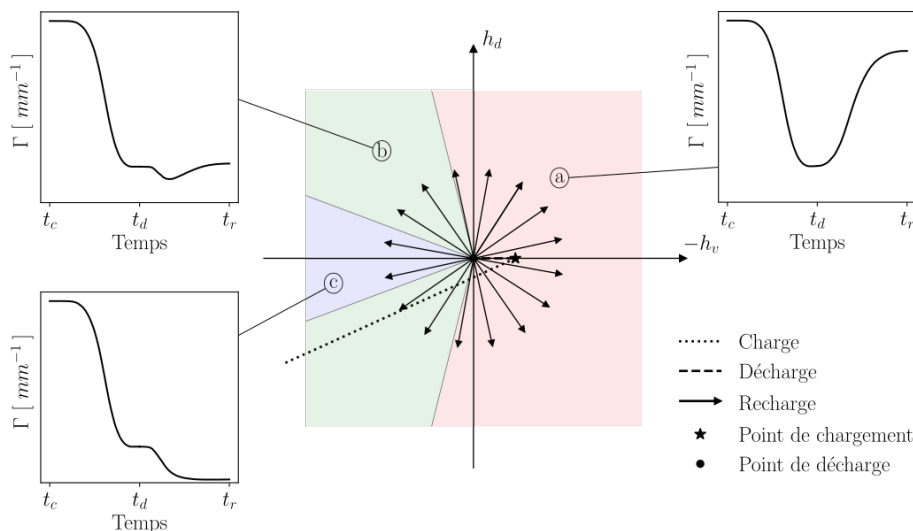 Γ [ mm⁻¹ ]
t_c t_d t_r
Temps
h_d
-h_v
ⓐ
ⓑ
ⓒ
Γ [ mm⁻¹ ]
t_c t_d t_r
Temps
Γ [ mm⁻¹ ]
t_c t_d t_r
Temps
Charge
Décharge
Recharge
Point de chargement
Point de décharge